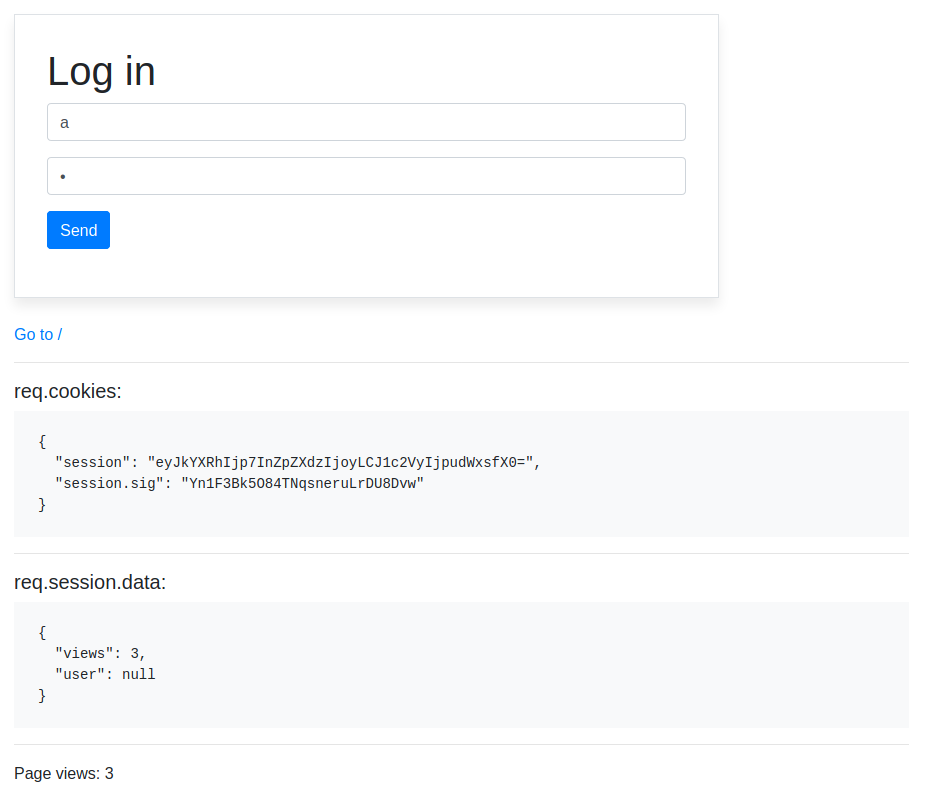 Log in
a
•
Send
Go to /
req.cookies:
{
  "session": "eyJkYXRhIjp7InZpZXdzIjoyLCJ1c2VyIjpudWxsfX0=",
  "session.sig": "Yn1F3Bk5O84TNqsneruLrDU8Dvw"
}
req.session.data:
{
  "views": 3,
  "user": null
}
Page views: 3